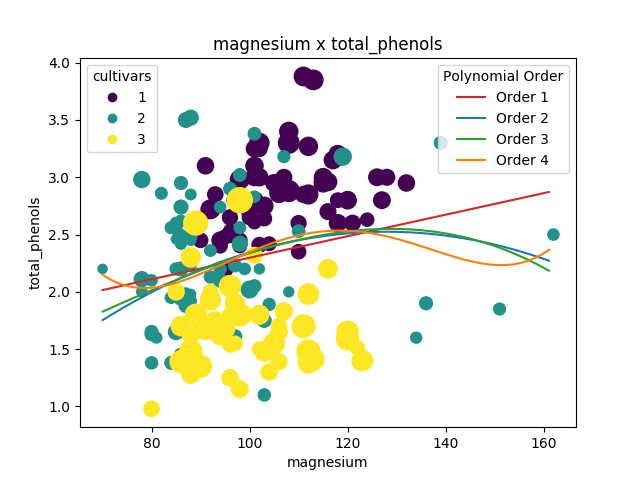 magnesium x total_phenols
cultivars
1
2
3
Polynomial Order
Order 1
Order 2
Order 3
Order 4
4.0
3.5
3.0
2.5
2.0
1.5
1.0
total_phenols
80
100
120
140
160
magnesium